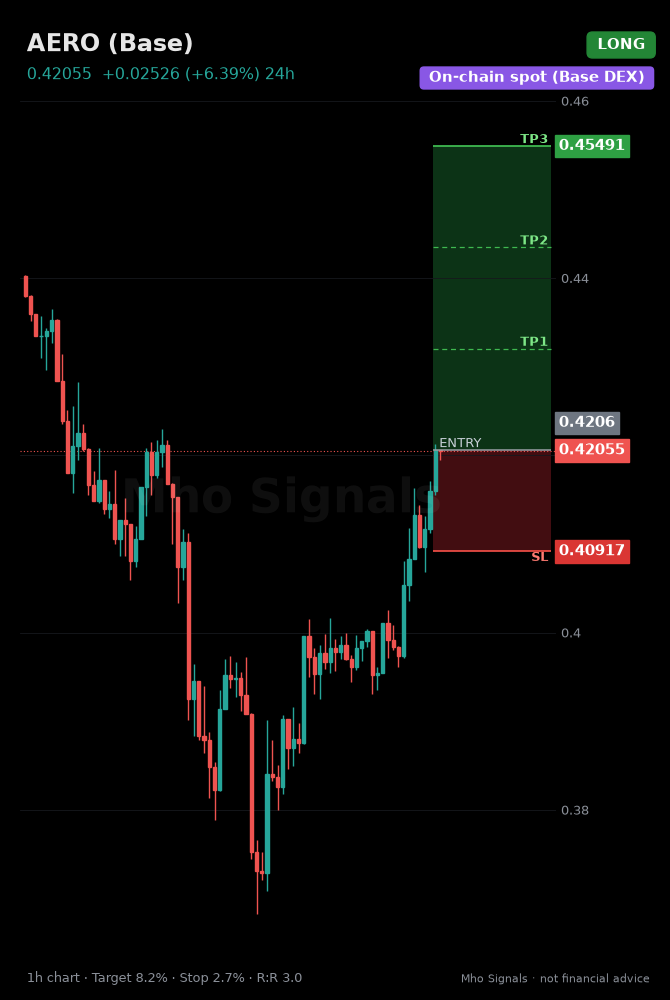 AERO (Base)
LONG
0.42055 +0.02526 (+6.39%) 24h
On-chain spot (Base DEX)
0.46
TP3
0.45491
TP2
0.44
TP1
0.4206
ENTRY
0.42055
Mho Signals
0.40917
SL
0.4
0.38
1h chart · Target 8.2% · Stop 2.7% · R:R 3.0
Mho Signals · not financial advice